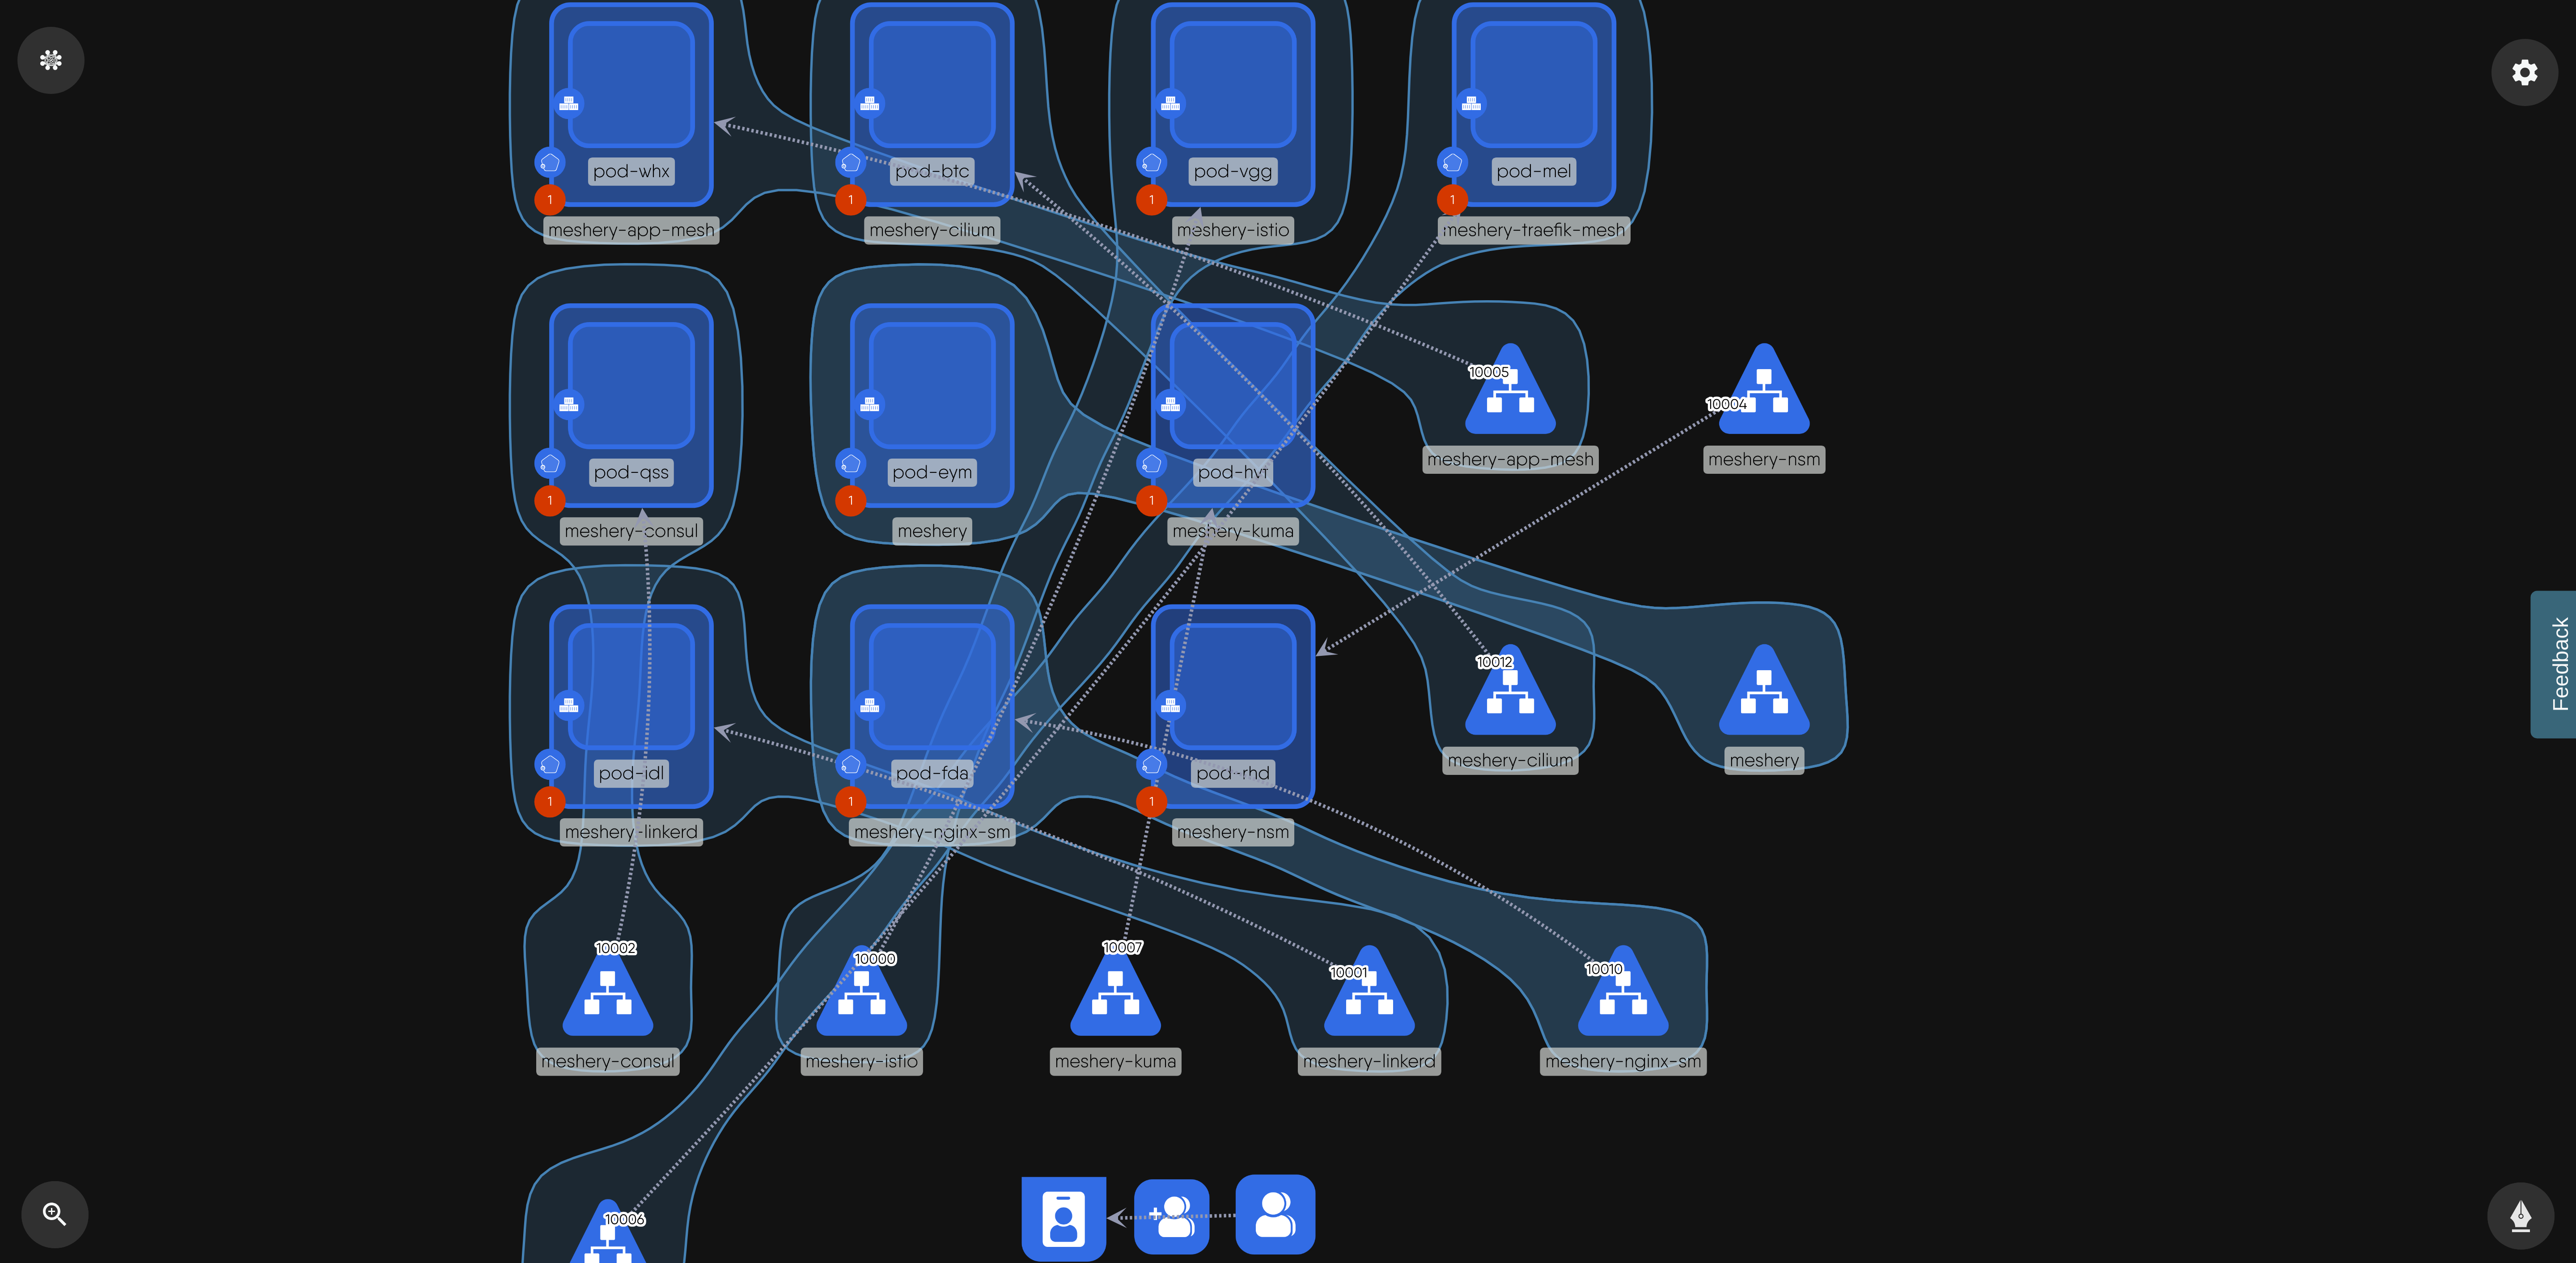 pod-whx
pod-btc
pod-vgg
pod-mel
1
1
1
1
meshery-app-mesh
meshery-cilium
meshery-istio
meshery-traefik-mesh
10005
10004
pod-qss
pod-eym
pod-hvt
meshery-app-mesh
meshery-nsm
1
1
1
meshery-consul
meshery
meshery-kuma
Feedback
10012
pod-idl
pod-fda
pod-rhd
meshery-cilium
meshery
1
1
1
meshery-linkerd
meshery-nginx-sm
meshery-nsm
10002
10000
10007
10001
10010
meshery-consul
meshery-istio
meshery-kuma
meshery-linkerd
meshery-nginx-sm
10006